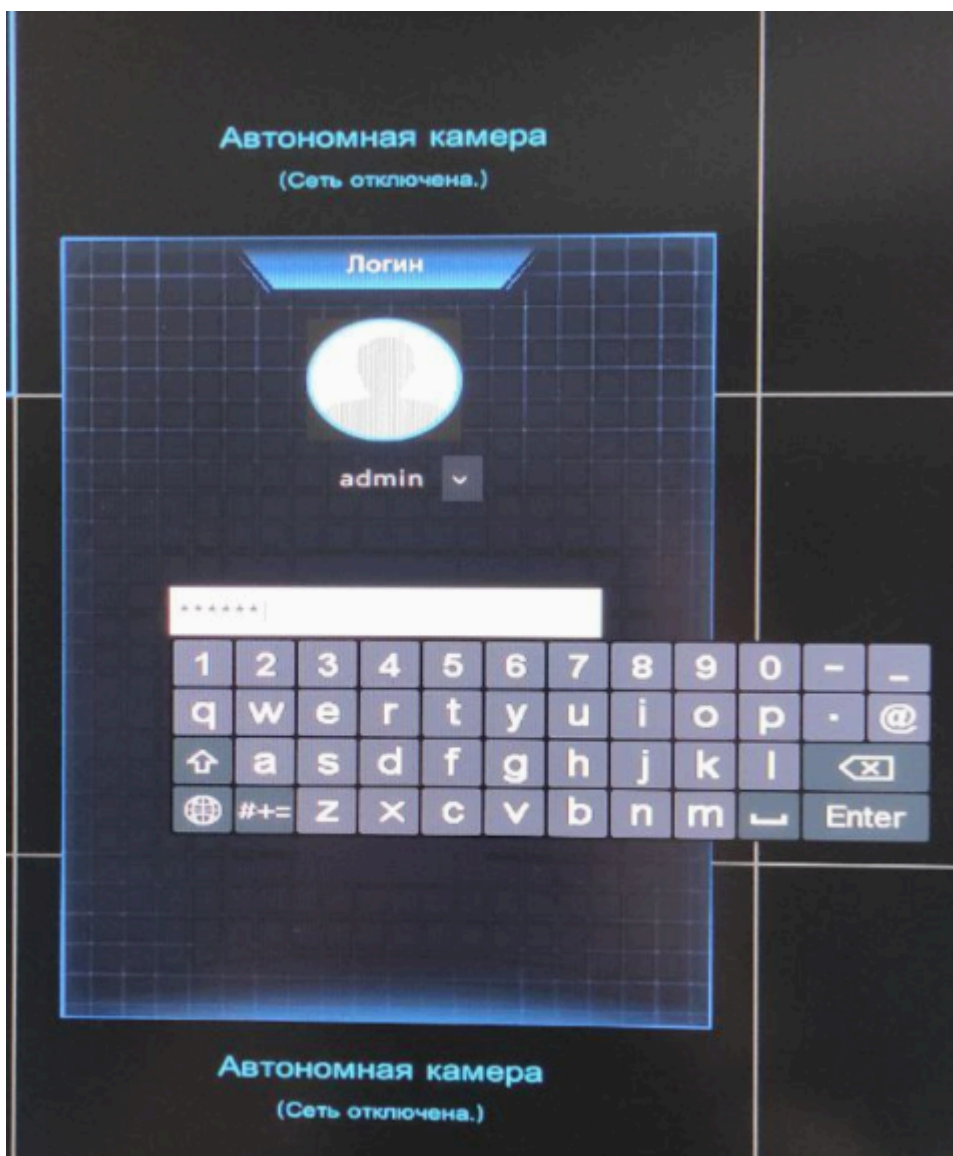 Автономная камера
(Сеть отключена.)
Логин
admin
******
1 2 3 4 5 6 7 8 9 0 - _
q w e r t y u i o p . @
a s d f g h j k l
#+= z x c v b n m Enter
Автономная камера
(Сеть отключена.)